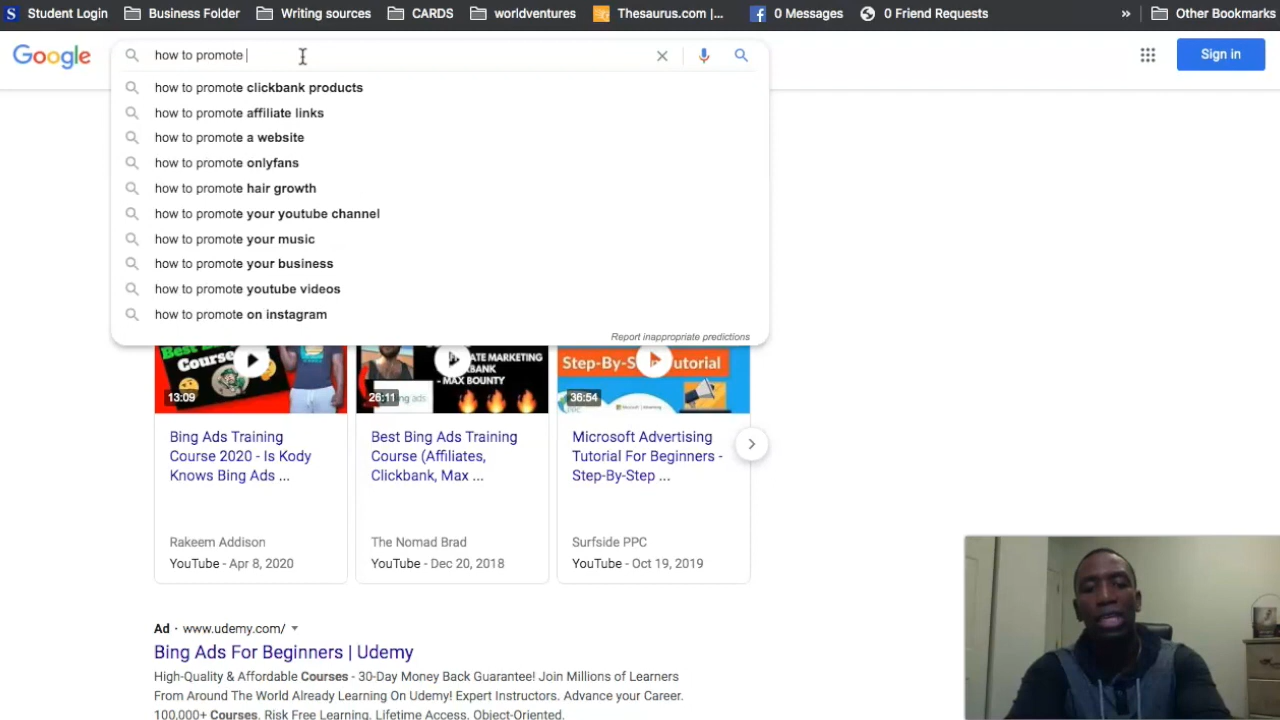 S Student Login Business Folder Writing sources CARDS worldventures Thesaurus.com |... 0 Messages 0 Friend Requests » Other Bookmarks
Google how to promote Sign in
how to promote clickbank products
how to promote affiliate links
how to promote a website
how to promote onlyfans
how to promote hair growth
how to promote your youtube channel
how to promote your music
how to promote your business
how to promote youtube videos
how to promote on instagram
Report inappropriate predictions
13:09
MARKETING
- MAX BOUNTY
26:11
ing ads
Step-By-S
utorial
36:54
Bing Ads Training
Course 2020 - Is Kody
Knows Bing Ads ...
Rakeem Addison
YouTube - Apr 8, 2020
Best Bing Ads Training
Course (Affiliates,
Clickbank, Max ...
The Nomad Brad
YouTube - Dec 20, 2018
Microsoft Advertising
Tutorial For Beginners -
Step-By-Step ...
Surfside PPC
YouTube - Oct 19, 2019
Ad · www.udemy.com/
Bing Ads For Beginners | Udemy
High-Quality & Affordable Courses - 30-Day Money Back Guarantee! Join Millions of Learners
From Around The World Already Learning On Udemy! Expert Instructors. Advance your Career.
100,000+ Courses. Risk Free Learning. Lifetime Access. Object-Oriented.